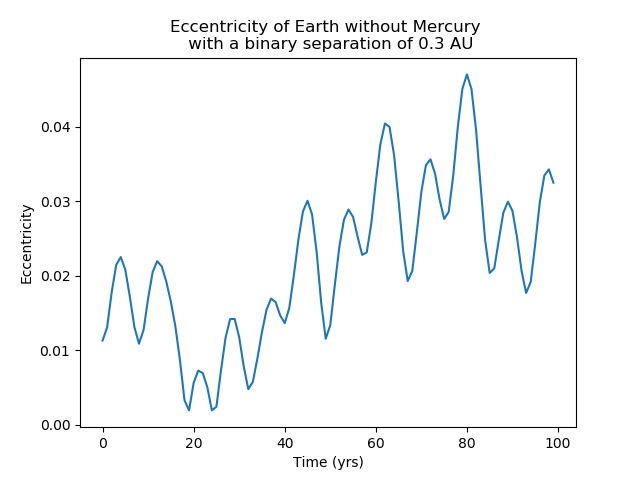 Eccentricity of Earth without Mercury
with a binary separation of 0.3 AU
0.04
0.03
Eccentricity
0.02
0.01
0.00
0 20 40 60 80 100
Time (yrs)